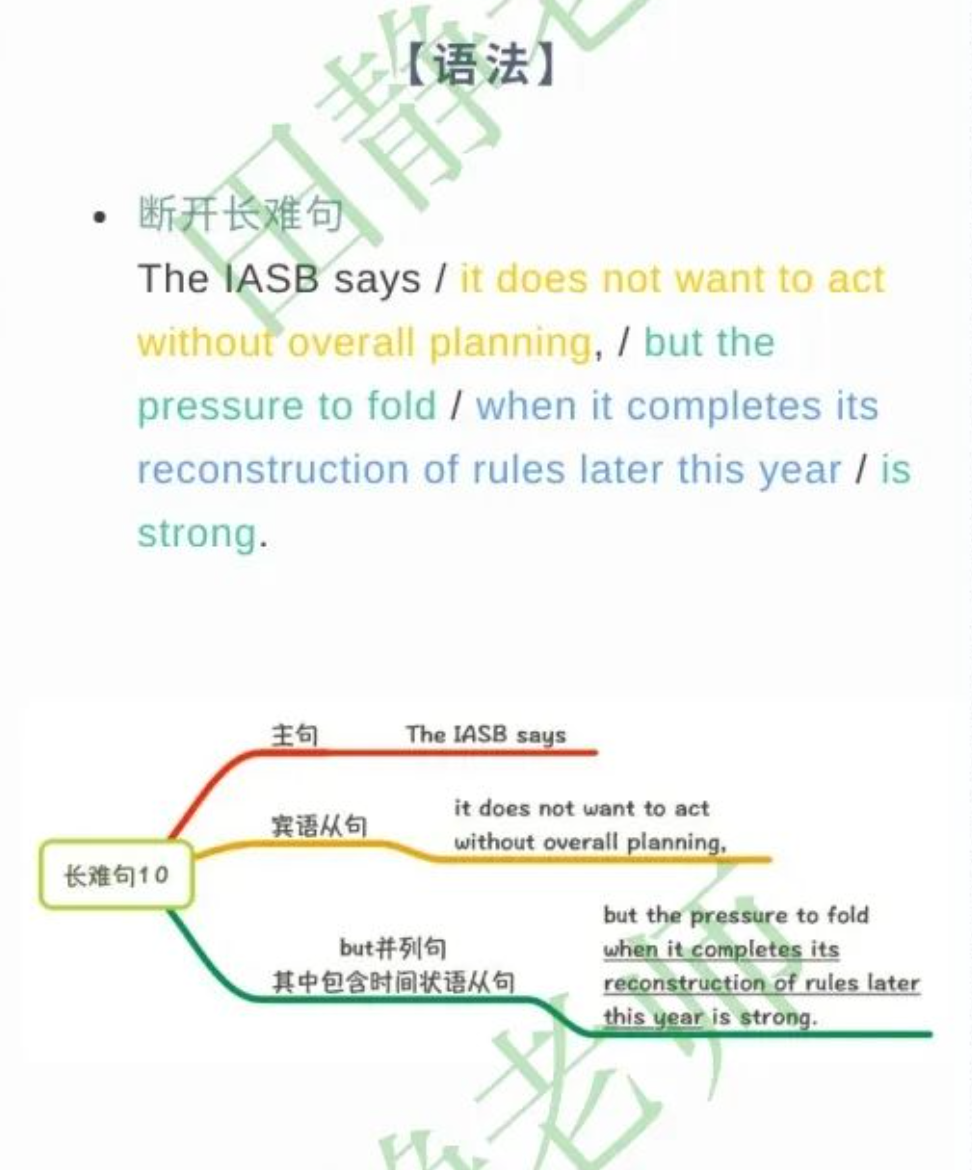 【语法】
断开长难句
The IASB says / it does not want to act
without overall planning, / but the
pressure to fold / when it completes its
reconstruction of rules later this year / is
strong.
主句
The IASB says
宾语从句
it does not want to act
without overall planning,
长难句10
but并列句
其中包含时间状语从句
but the pressure to fold
when it completes its
reconstruction of rules later
this year is strong.
田静老师